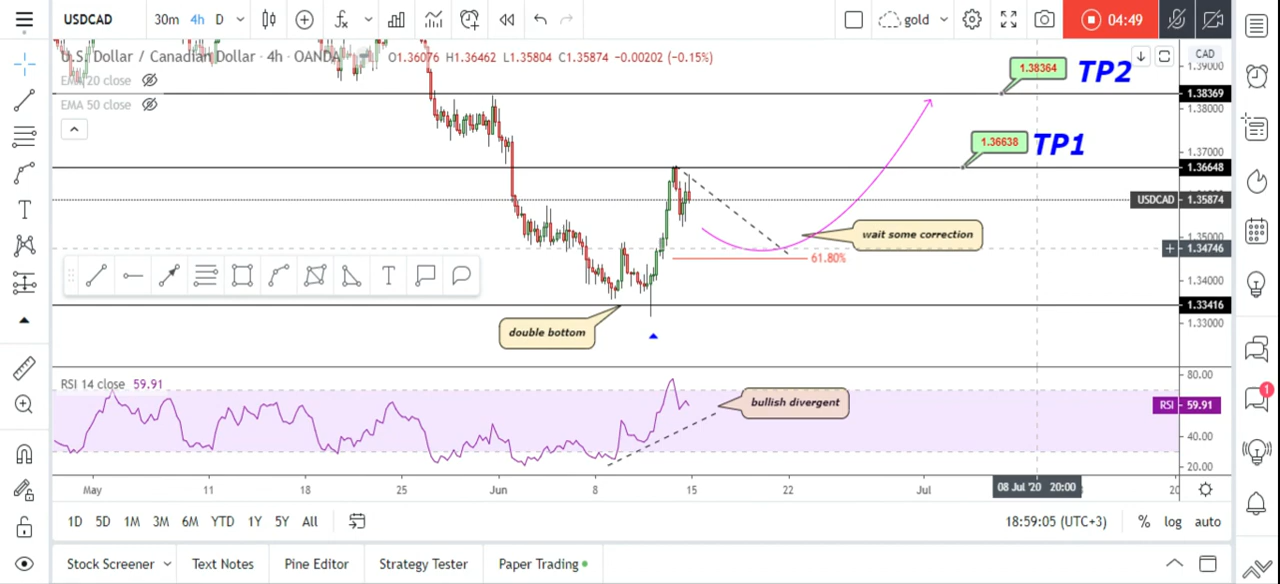 USDCAD 30m 4h D gold 04:49
U.S. Dollar / Canadian Dollar · 4h · OANDA O1.36076 H1.36462 L1.35804 C1.35874 −0.00202 (−0.15%) CAD
EMA 20 close
EMA 50 close
1.39000
1.38364 TP2
1.38369
1.38000
1.36638 TP1
1.37000
1.36648
USDCAD 1.35874
wait some correction
1.35000
1.34746
61.80%
1.34000
1.33416
double bottom
1.33000
RSI 14 close 59.91
80.00
bullish divergent
RSI 59.91
40.00
20.00
May 11 18 25 Jun 8 15 22 Jul 08 Jul '20 20:00
1D 5D 1M 3M 6M YTD 1Y 5Y All 18:59:05 (UTC+3) % log auto
Stock Screener Text Notes Pine Editor Strategy Tester Paper Trading
1